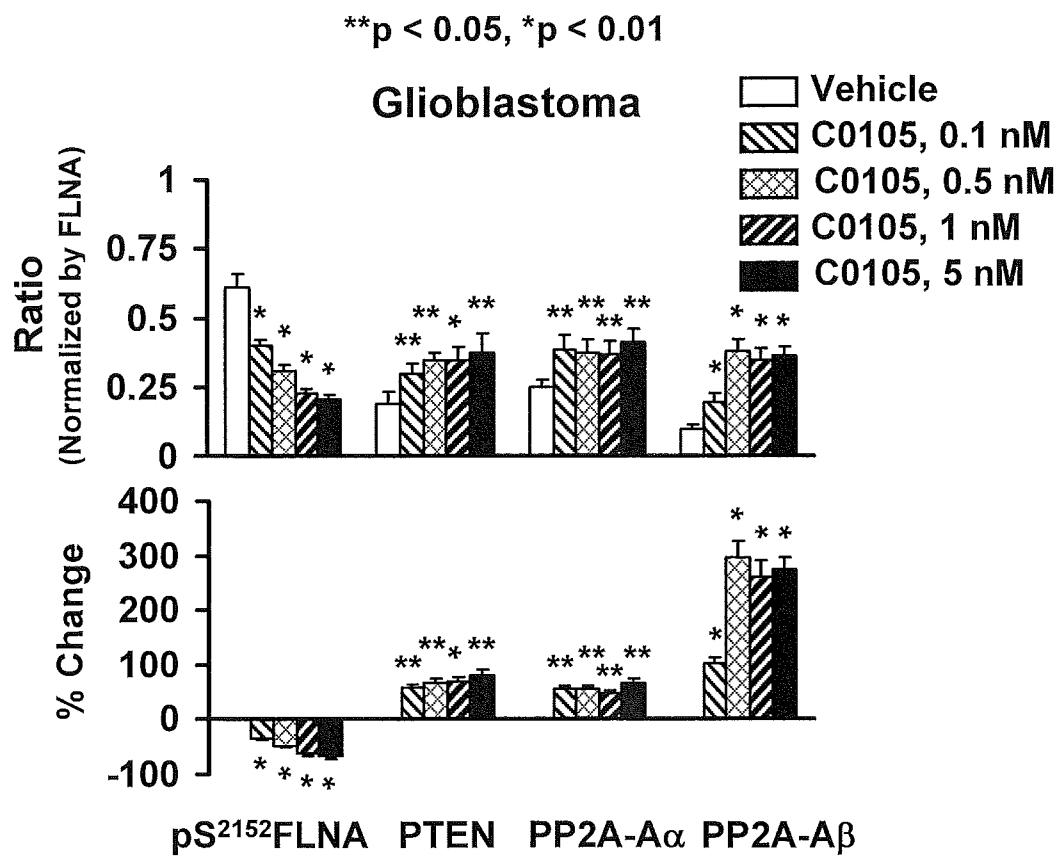 **p < 0.05, *p < 0.01
Glioblastoma
Vehicle
C0105, 0.1 nM
C0105, 0.5 nM
C0105, 1 nM
C0105, 5 nM
Ratio
(Normalized by FLNA)
1
0.75
0.5
0.25
0
* * * *
** ** * **
** ** ** **
* * * *
% Change
400
300
200
100
0
-100
* * * *
** ** * **
** ** ** **
* * * *
pS²¹⁵²FLNA PTEN PP2A-Aα PP2A-Aβ